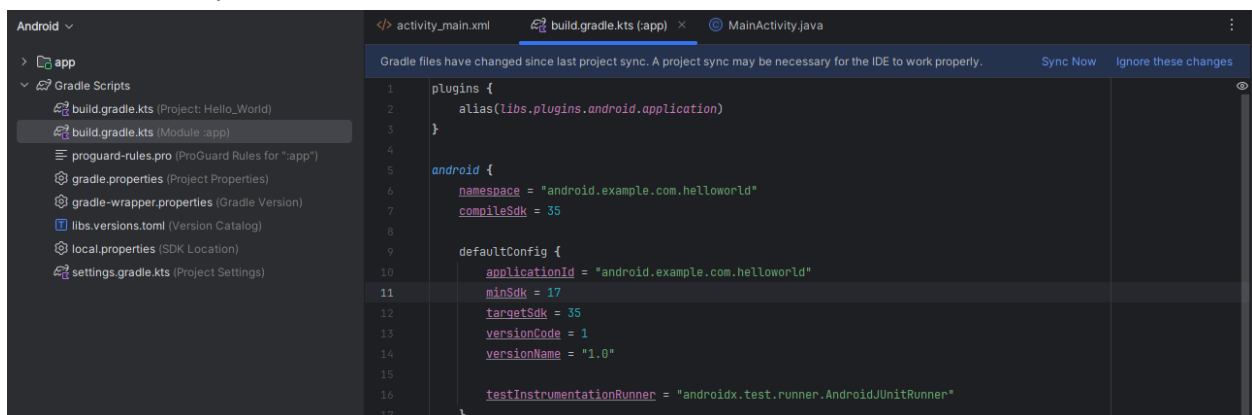 Android
app
Gradle Scripts
build.gradle.kts (Project: Hello_World)
build.gradle.kts (Module :app)
proguard-rules.pro (ProGuard Rules for ":app")
gradle.properties (Project Properties)
gradle-wrapper.properties (Gradle Version)
libs.versions.toml (Version Catalog)
local.properties (SDK Location)
settings.gradle.kts (Project Settings)
</> activity_main.xml build.gradle.kts (:app) × © MainActivity.java
Gradle files have changed since last project sync. A project sync may be necessary for the IDE to work properly. Sync Now Ignore these changes
1 plugins {
2 alias(libs.plugins.android.application)
3 }
4
5 android {
6 namespace = "android.example.com.helloworld"
7 compileSdk = 35
8
9 defaultConfig {
10 applicationId = "android.example.com.helloworld"
11 minSdk = 17
12 targetSdk = 35
13 versionCode = 1
14 versionName = "1.0"
15
16 testInstrumentationRunner = "androidx.test.runner.AndroidJUnitRunner"
17 }